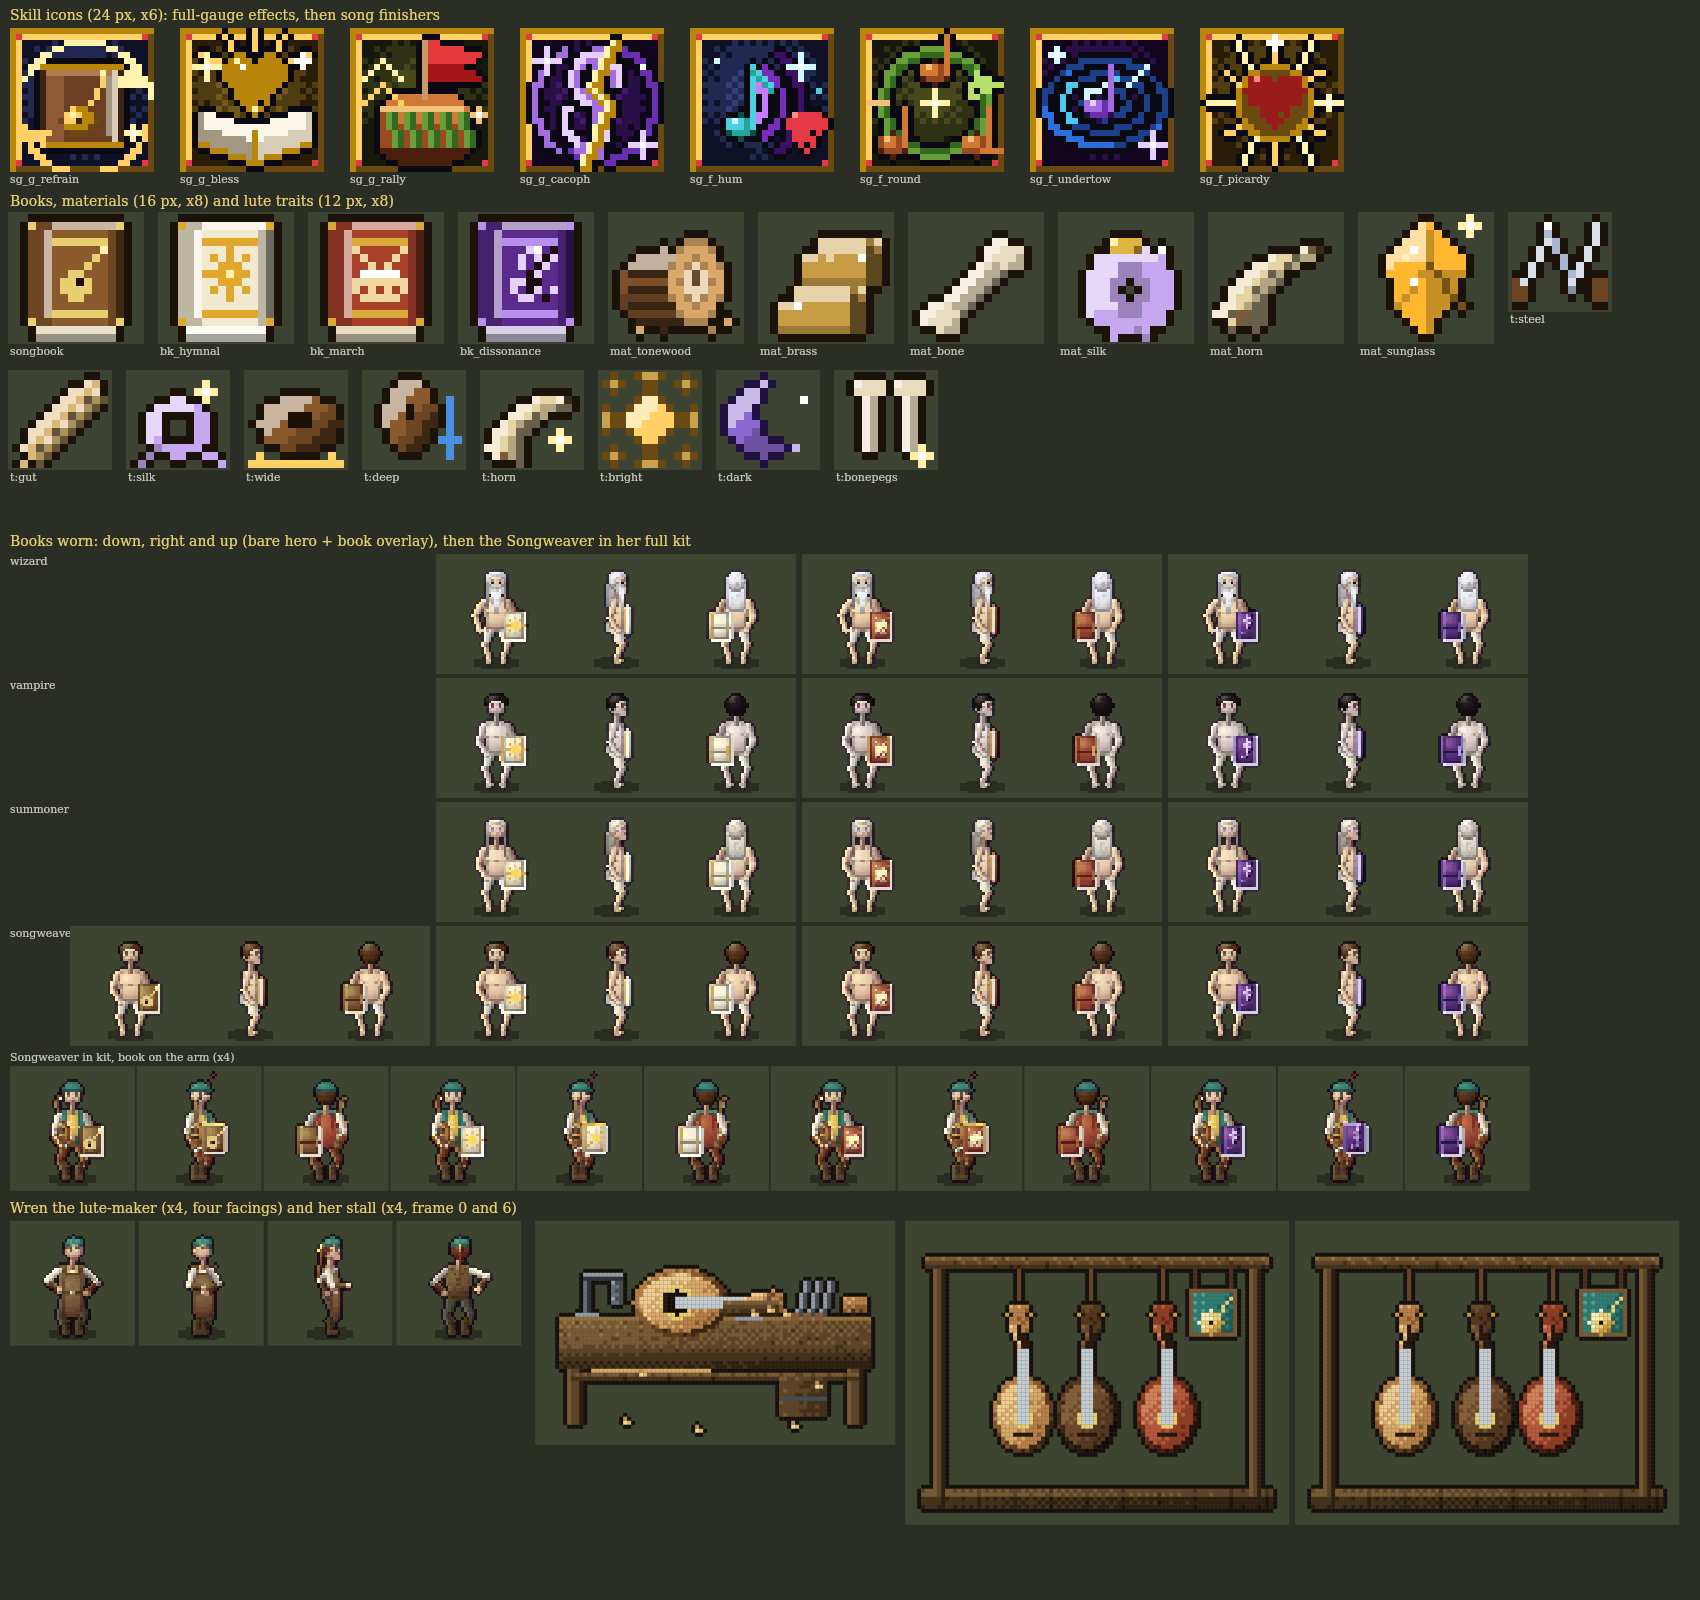 Skill icons (24 px, x6): full-gauge effects, then song finishers
sg_g_refrain sg_g_bless sg_g_rally sg_g_cacoph sg_f_hum sg_f_round sg_f_undertow sg_f_picardy
Books, materials (16 px, x8) and lute traits (12 px, x8)
t:steel
songbook bk_hymnal bk_march bk_dissonance mat_tonewood mat_brass mat_bone mat_silk mat_horn mat_sunglass
t:gut t:silk t:wide t:deep t:horn t:bright t:dark t:bonepegs
Books worn: down, right and up (bare hero + book overlay), then the Songweaver in her full kit
wizard
vampire
summoner
songweave
Songweaver in kit, book on the arm (x4)
Wren the lute-maker (x4, four facings) and her stall (x4, frame 0 and 6)